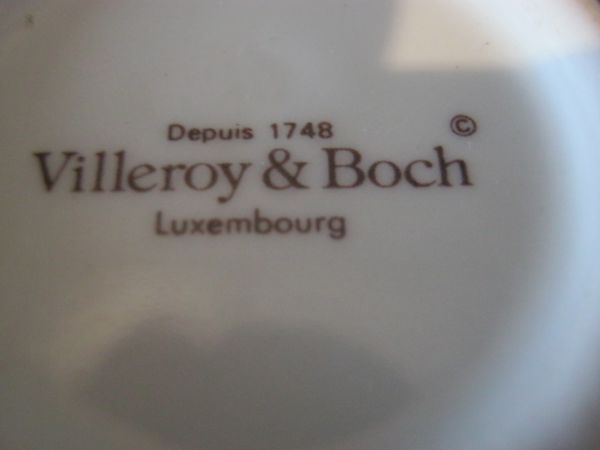 Depuis 1748 ©
Villeroy & Boch
Luxembourg